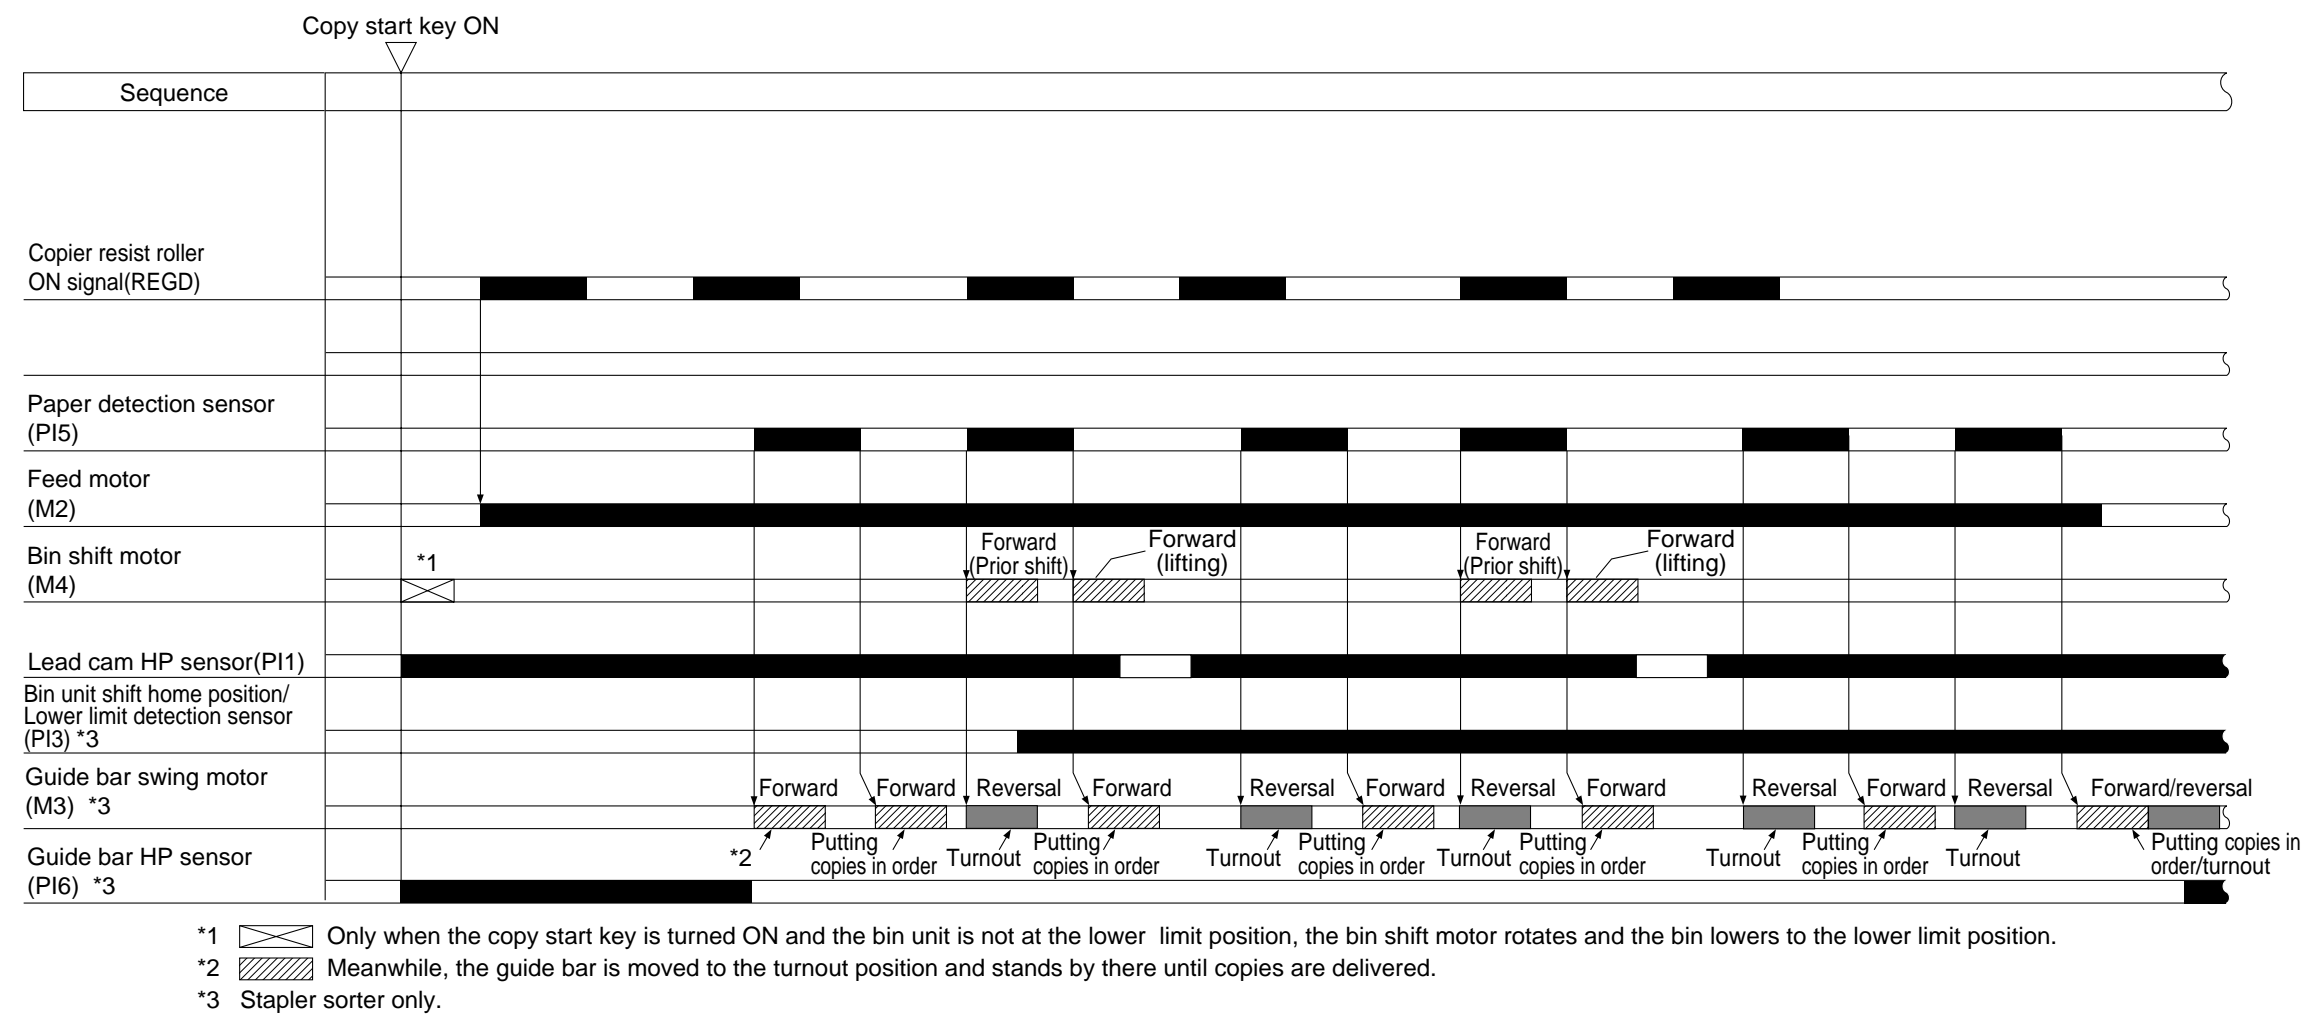 Copy start key ON
Sequence
Copier resist roller
ON signal(REGD)
Paper detection sensor
(PI5)
Feed motor
(M2)
Bin shift motor
(M4)
*1
Forward
(Prior shift)
Forward
(lifting)
Forward
(Prior shift)
Forward
(lifting)
Lead cam HP sensor(PI1)
Bin unit shift home position/
Lower limit detection sensor
(PI3) *3
Guide bar swing motor
(M3) *3
Forward
Forward
Reversal
Forward
Reversal
Forward
Reversal
Forward
Reversal
Forward
Reversal
Forward/reversal
*2
Putting
copies in order
Turnout
Putting
copies in order
Turnout
Putting
copies in order
Turnout
Putting
copies in order
Turnout
Putting
copies in order
Turnout
Putting copies in
order/turnout
Guide bar HP sensor
(PI6) *3
*1 Only when the copy start key is turned ON and the bin unit is not at the lower limit position, the bin shift motor rotates and the bin lowers to the lower limit position.
*2 Meanwhile, the guide bar is moved to the turnout position and stands by there until copies are delivered.
*3 Stapler sorter only.